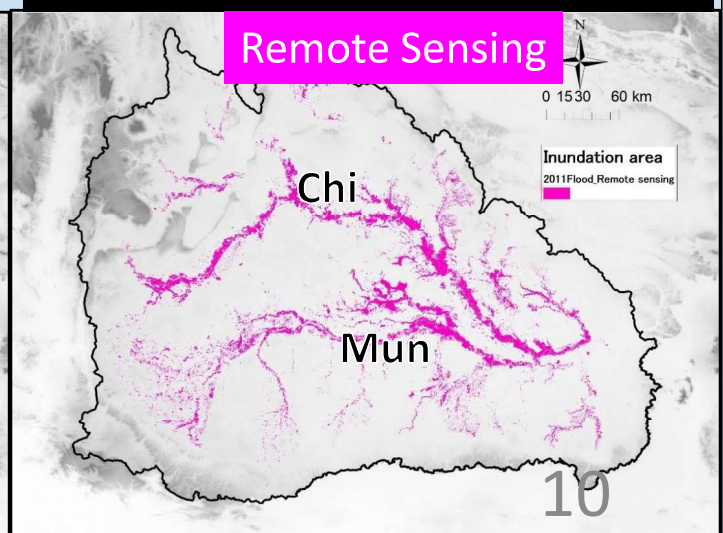 Remote Sensing
N
0 15 30 60 km
Inundation area
2011Flood_Remote sensing
Chi
Mun
10